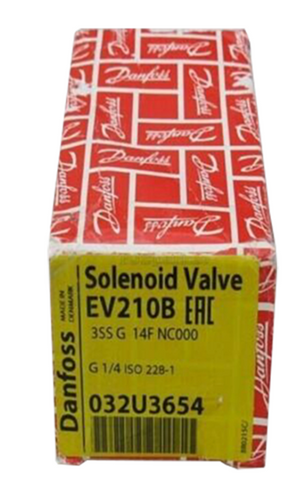 Danfoss
MADE IN
DENMARK
Solenoid Valve
EV210B EAC
3SS G 14F NC000
G 1/4 ISO 228-1
032U3654